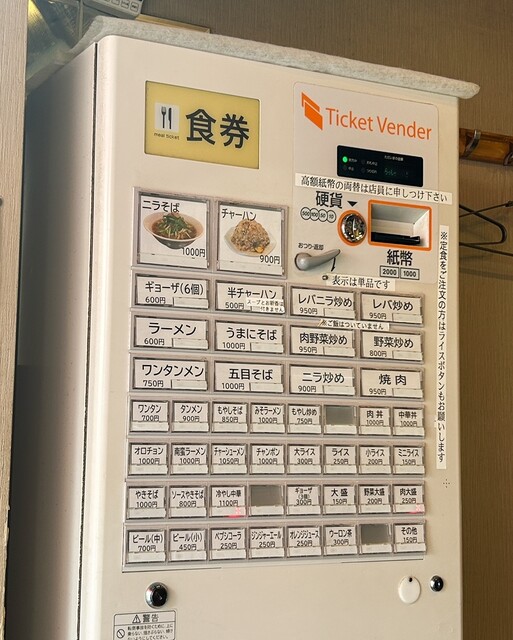 食券
meal ticket
Ticket Vender
高額紙幣の両替は店員に申しつけ下さい
硬貨
500 100 50 10
紙幣
2000 1000
おつり・返却
表示は単品です
※定食をご注文の方はライスボタンもお願いします
ニラそば 1000円
チャーハン 900円
ギョーザ(6個) 600円
半チャーハン 500円
スープとお新香は付きません
レバニラ炒め 950円
レバ炒め 950円
※ご飯はついていません
ラーメン 600円
うまにそば 1000円
肉野菜炒め 950円
野菜炒め 800円
ワンタンメン 750円
五目そば 1000円
ニラ炒め 900円
焼肉 950円
ワンタン 700円
タンメン 900円
もやしそば 850円
みそラーメン 1000円
もやし炒め 750円
肉丼 1000円
中華丼 1000円
オロチョン 1000円
南蛮ラーメン 1000円
チャーシューメン 1000円
チャンポン 1000円
大ライス 300円
ライス 250円
小ライス 200円
ミニライス 150円
やきそば 1000円
ソースやきそば 800円
冷やし中華 1100円
ギョーザ(3個) 300円
大盛 150円
野菜大盛 200円
肉大盛 250円
ビール(中) 700円
ビール(小) 450円
ペプシコーラ 250円
ジンジャーエール 250円
オレンジジュース 250円
ウーロン茶 300円
その他 150円
警告